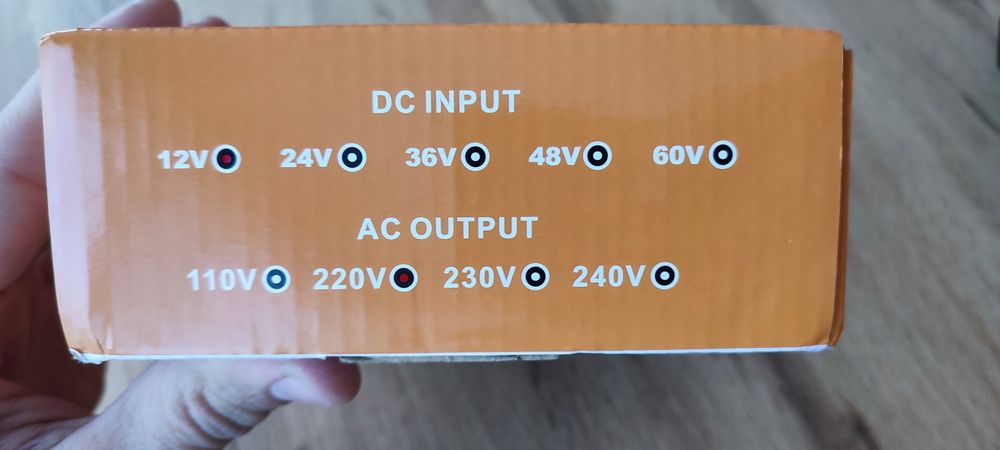 DC INPUT
12V 24V 36V 48V 60V
AC OUTPUT
110V 220V 230V 240V